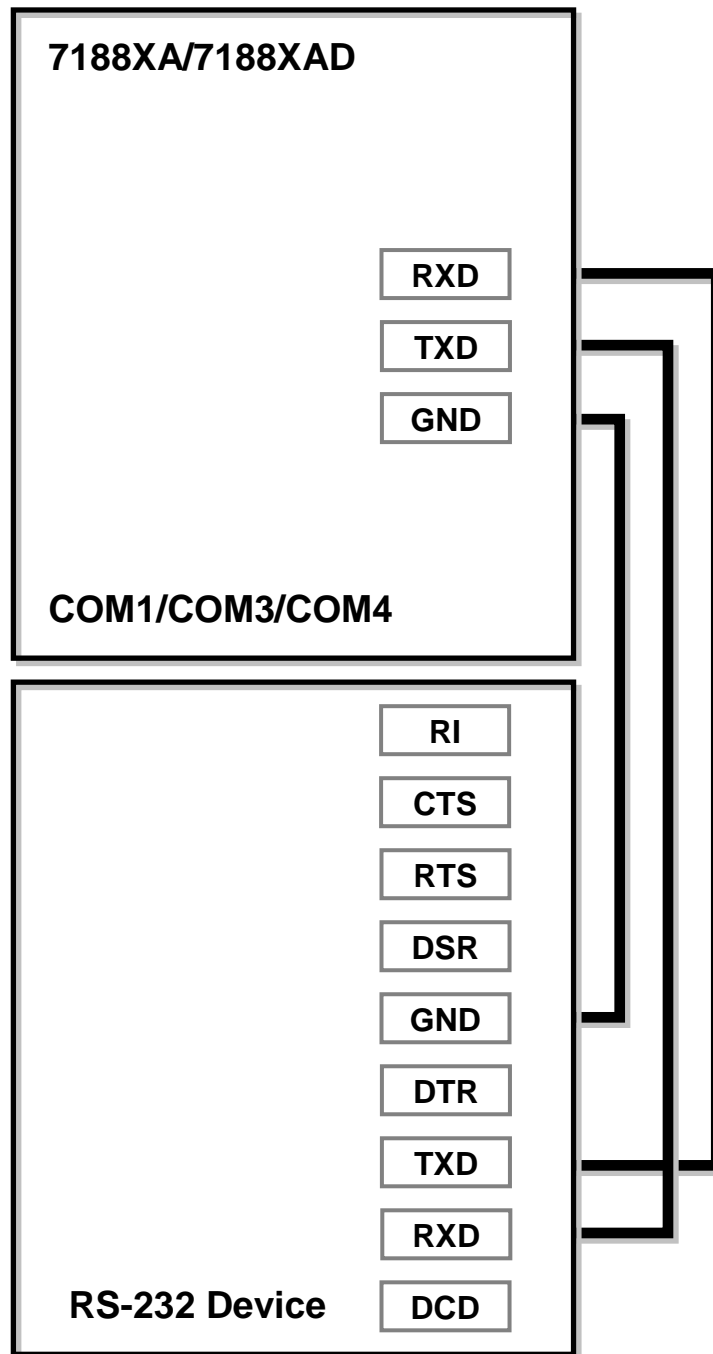 7188XA/7188XAD
RXD
TXD
GND
COM1/COM3/COM4
RI
CTS
RTS
DSR
GND
DTR
TXD
RXD
RS-232 Device
DCD